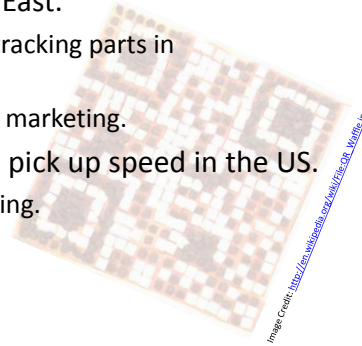 East.
tracking parts in
marketing.
pick up speed in the US.
ing.
Image Credit: http://en.wikipedia.org/wiki/File:QR_Waffle.j